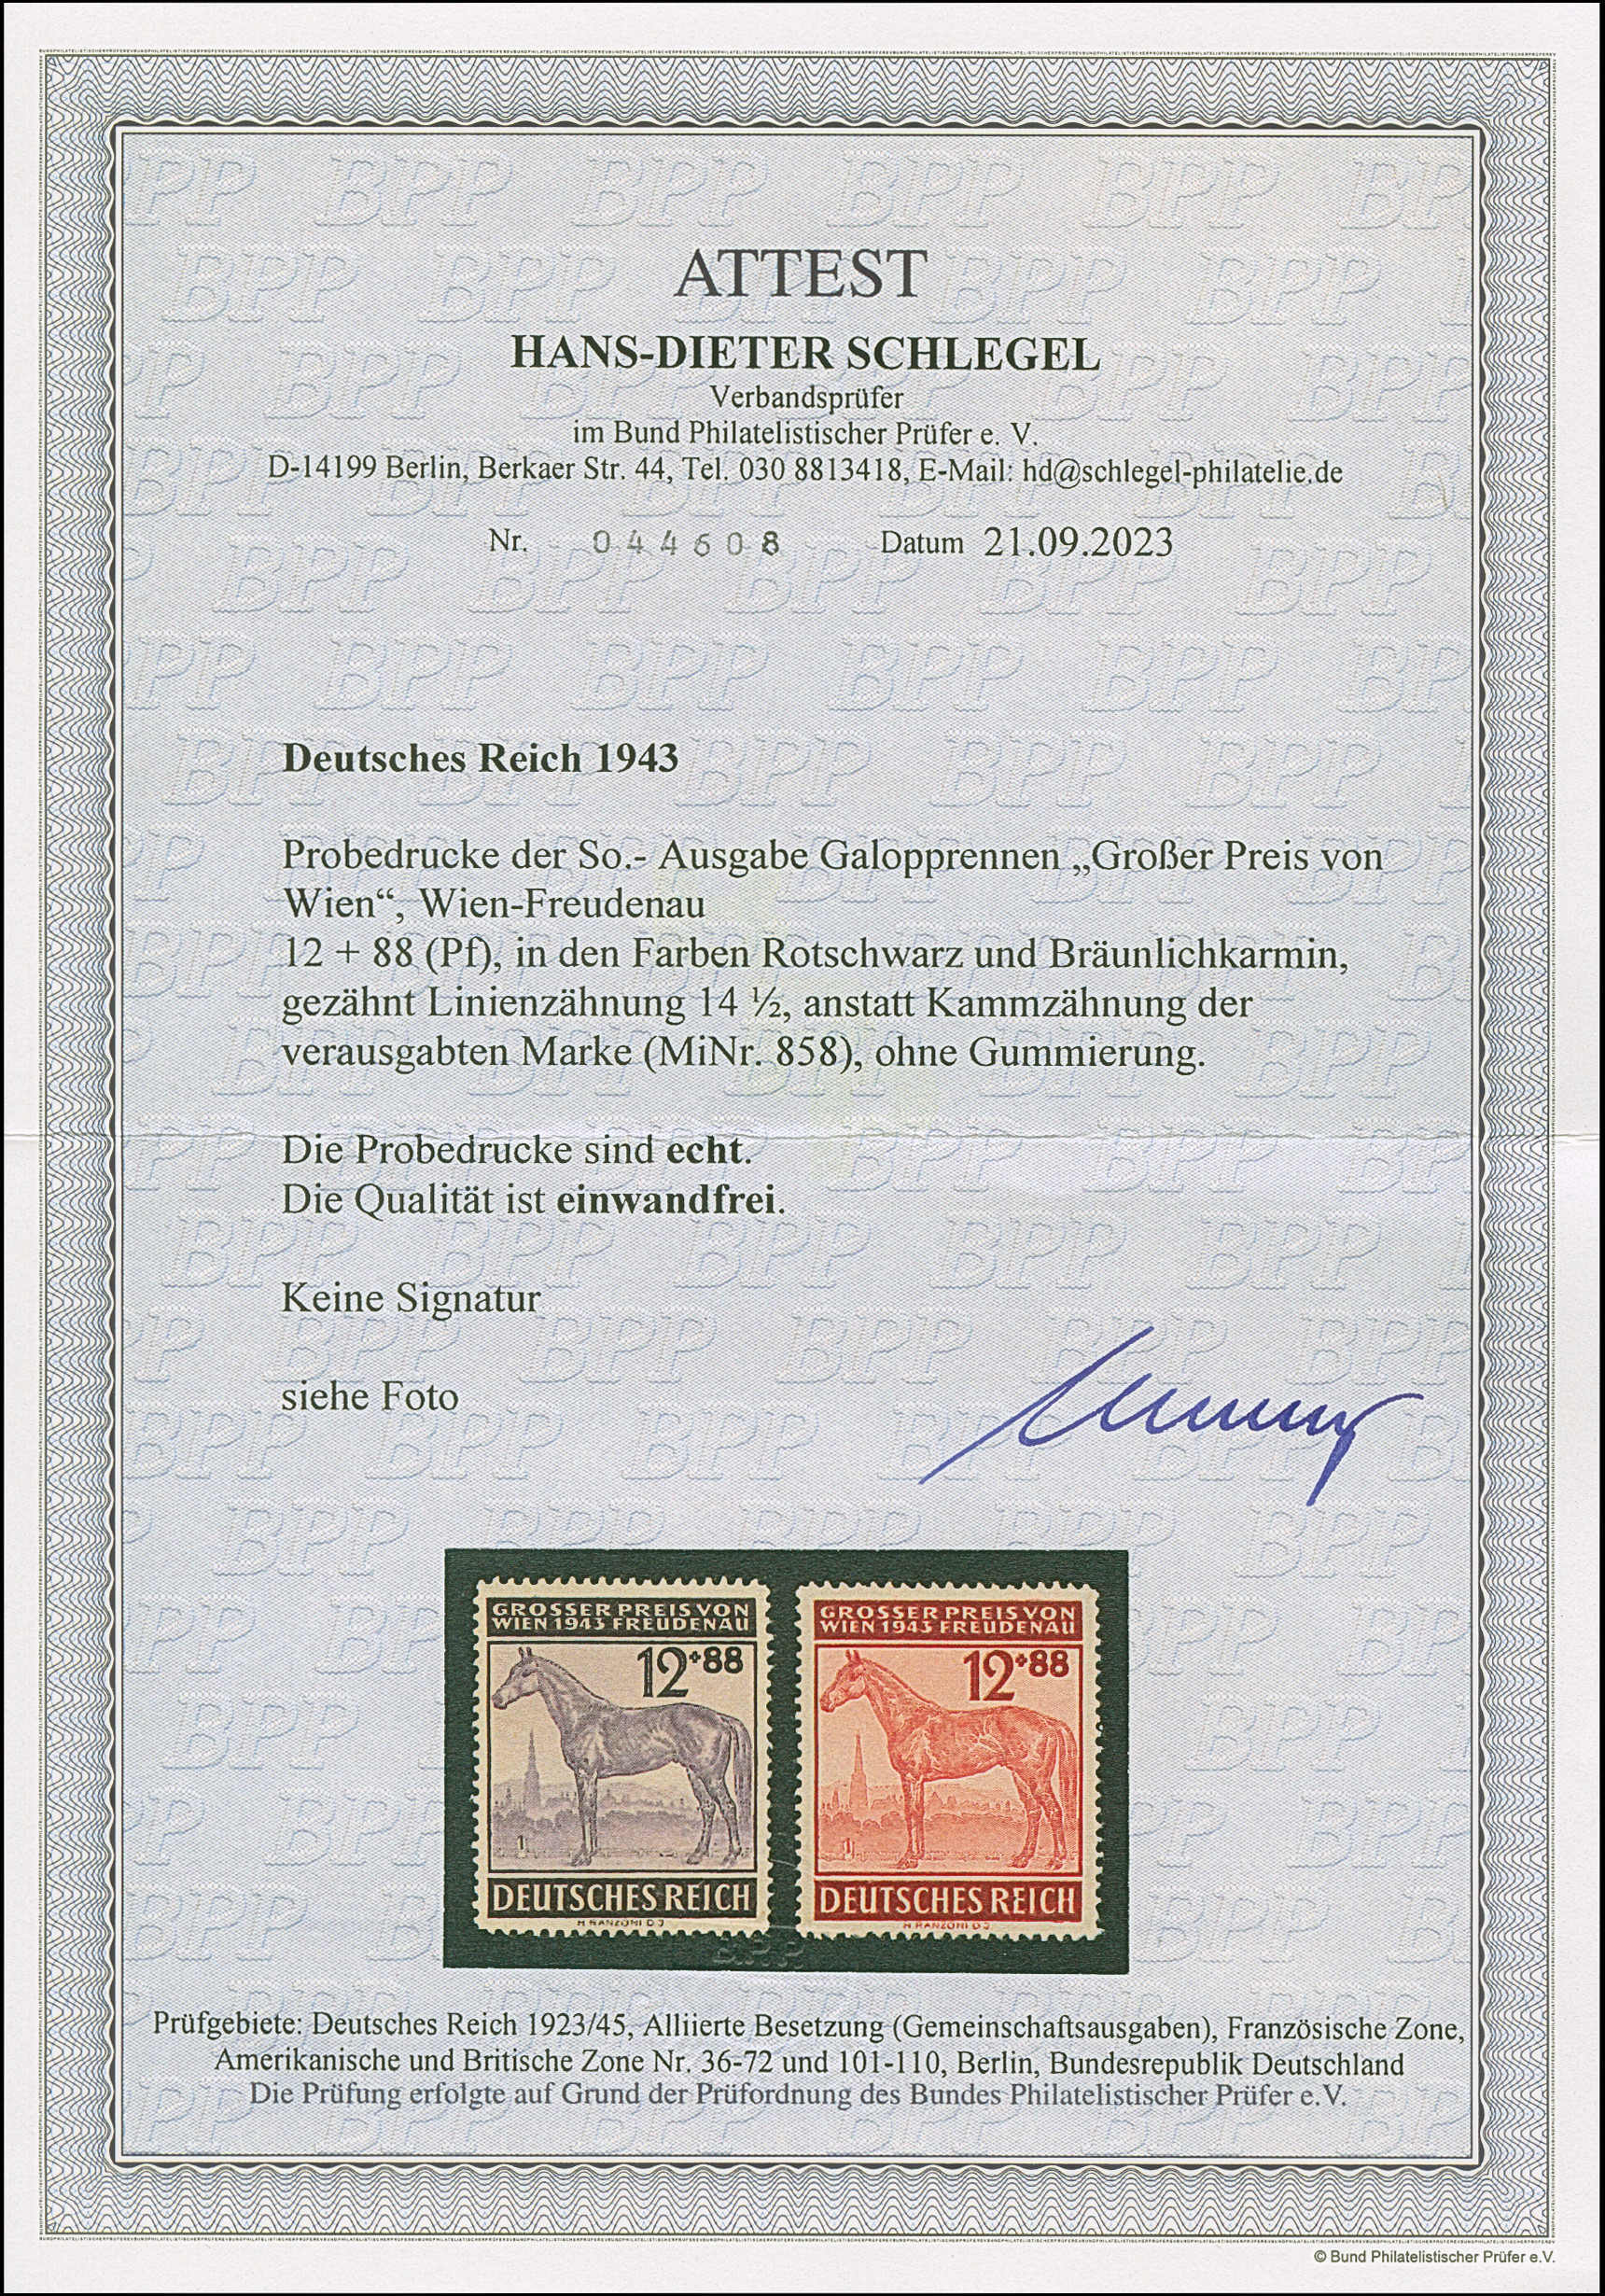 ATTEST
HANS-DIETER SCHLEGEL
Verbandsprüfer
im Bund Philatelistischer Prüfer e. V.
D-14199 Berlin, Berkaer Str. 44, Tel. 030 8813418, E-Mail: hd@schlegel-philatelie.de
Nr. 044608 Datum 21.09.2023
Deutsches Reich 1943
Probedrucke der So.- Ausgabe Galopprennen „Großer Preis von
Wien“, Wien-Freudenau
12 + 88 (Pf), in den Farben Rotschwarz und Bräunlichkarmin,
gezähnt Linienzähnung 14 ½, anstatt Kammzähnung der
verausgabten Marke (MiNr. 858), ohne Gummierung.
Die Probedrucke sind echt.
Die Qualität ist einwandfrei.
Keine Signatur
siehe Foto
GROSSER PREIS VON
WIEN 1943 FREUDENAU
12+88
DEUTSCHES REICH
H RANZONI D J
GROSSER PREIS VON
WIEN 1943 FREUDENAU
12+88
DEUTSCHES REICH
H RANZONI D J
B.P.P.
Prüfgebiete: Deutsches Reich 1923/45, Alliierte Besetzung (Gemeinschaftsausgaben), Französische Zone,
Amerikanische und Britische Zone Nr. 36-72 und 101-110, Berlin, Bundesrepublik Deutschland
Die Prüfung erfolgte auf Grund der Prüfordnung des Bundes Philatelistischer Prüfer e.V.
© Bund Philatelistischer Prüfer e.V.